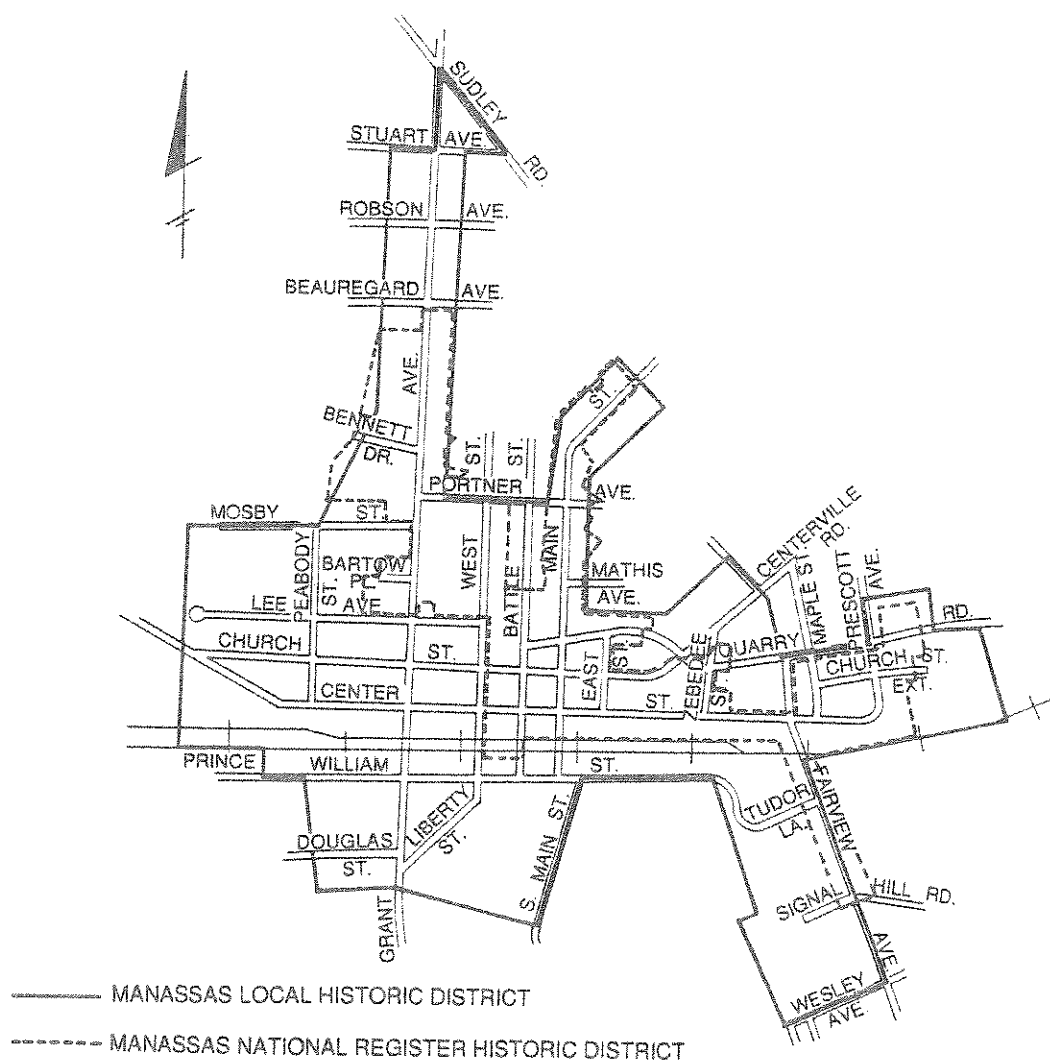 SUDLEY
RD.
STUART AVE.
ROBSON AVE.
BEAUREGARD AVE.
AVE.
BENNETT
DR.
ST.
ST.
ST.
PORTNER AVE.
MOSBY ST.
PEABODY
ST.
BARTOW
PL.
WEST
BATTLE
MAIN
MATHIS
AVE.
CENTERVILLE
RD.
MAPLE ST.
PRESCOTT
AVE.
LEE AVE.
CHURCH ST.
EAST
ST.
ZEBEDEE
ST.
QUARRY RD.
CHURCH ST.
EXT.
CENTER ST.
PRINCE WILLIAM ST.
LIBERTY
ST.
DOUGLAS
ST.
S. MAIN ST.
TUDOR
LA.
FAIRVIEW
AVE.
SIGNAL HILL RD.
GRANT
WESLEY
AVE.
MANASSAS LOCAL HISTORIC DISTRICT
MANASSAS NATIONAL REGISTER HISTORIC DISTRICT